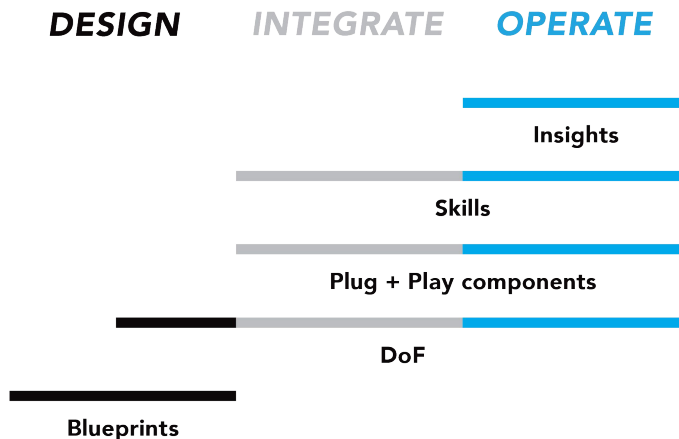 DESIGN INTEGRATE OPERATE
Insights
Skills
Plug + Play components
DoF
Blueprints